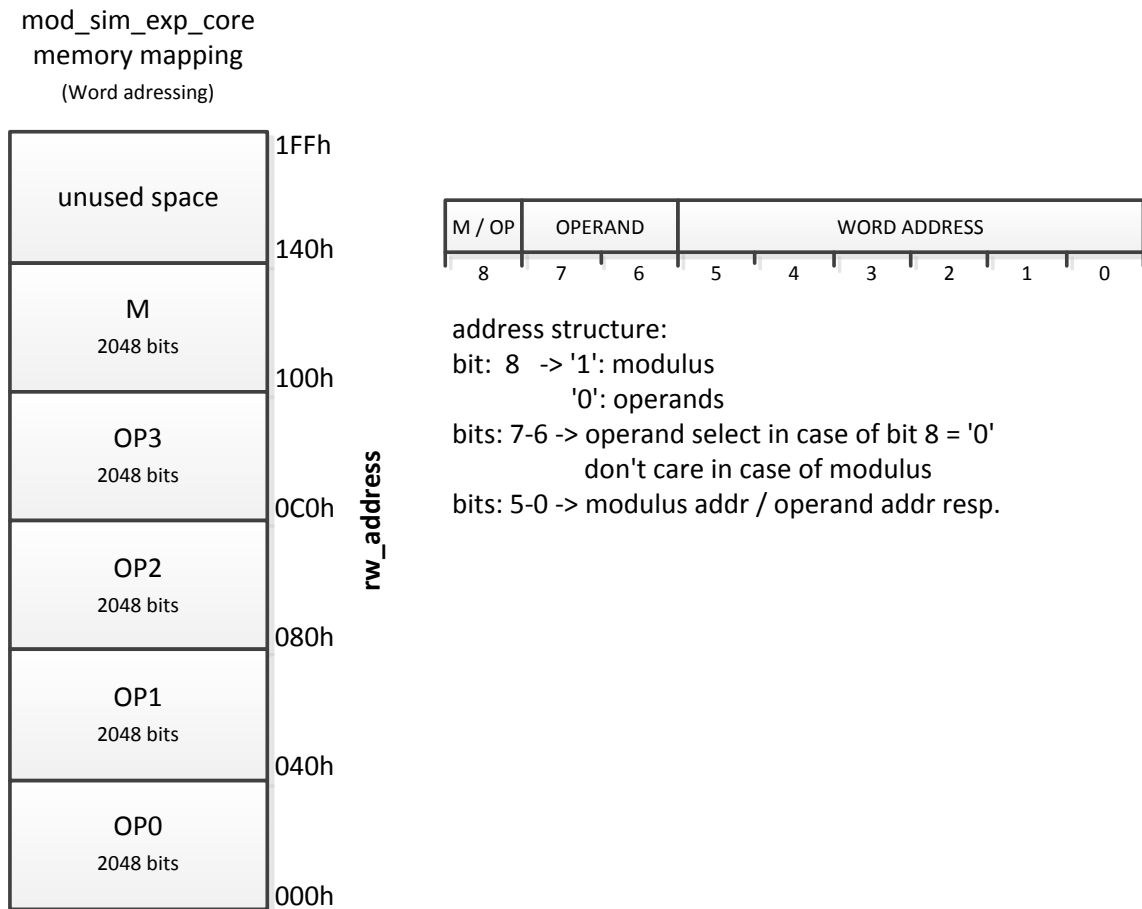 mod_sim_exp_core
memory mapping
(Word adressing)
1FFh
unused space
140h
M
2048 bits
100h
OP3
2048 bits
0C0h
OP2
2048 bits
080h
OP1
2048 bits
040h
OP0
2048 bits
000h
rw_address
M / OP OPERAND WORD ADDRESS
8 7 6 5 4 3 2 1 0
address structure:
bit: 8 -> '1': modulus
'0': operands
bits: 7-6 -> operand select in case of bit 8 = '0'
don't care in case of modulus
bits: 5-0 -> modulus addr / operand addr resp.